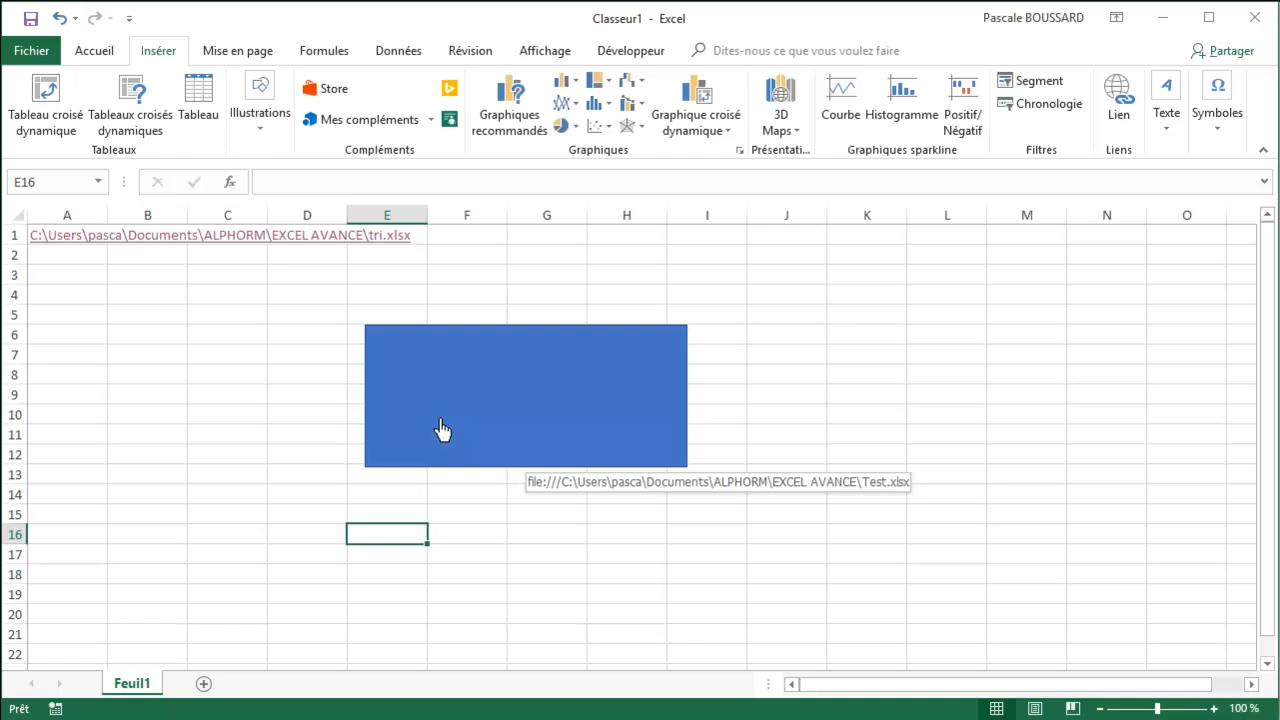 Classeur1 - Excel
Pascale BOUSSARD
Fichier Accueil Insérer Mise en page Formules Données Révision Affichage Développeur Dites-nous ce que vous voulez faire Partager
Tableau croisé dynamique
Tableaux croisés dynamiques
Tableau
Tableaux
Illustrations
Store
Mes compléments
Compléments
Graphiques recommandés
Graphique croisé dynamique
Graphiques
3D Maps
Présentati...
Courbe
Histogramme
Positif/ Négatif
Graphiques sparkline
Segment
Chronologie
Filtres
Lien
Liens
Texte
Symboles
E16
fx
A B C D E F G H I J K L M N O
1 C:\Users\pasca\Documents\ALPHORM\EXCEL AVANCE\tri.xlsx
2
3
4
5
6
7
8
9
10
11
12
13
file:///C:\Users\pasca\Documents\ALPHORM\EXCEL AVANCE\Test.xlsx
14
15
16
17
18
19
20
21
22
Feuil1
Prêt
100 %